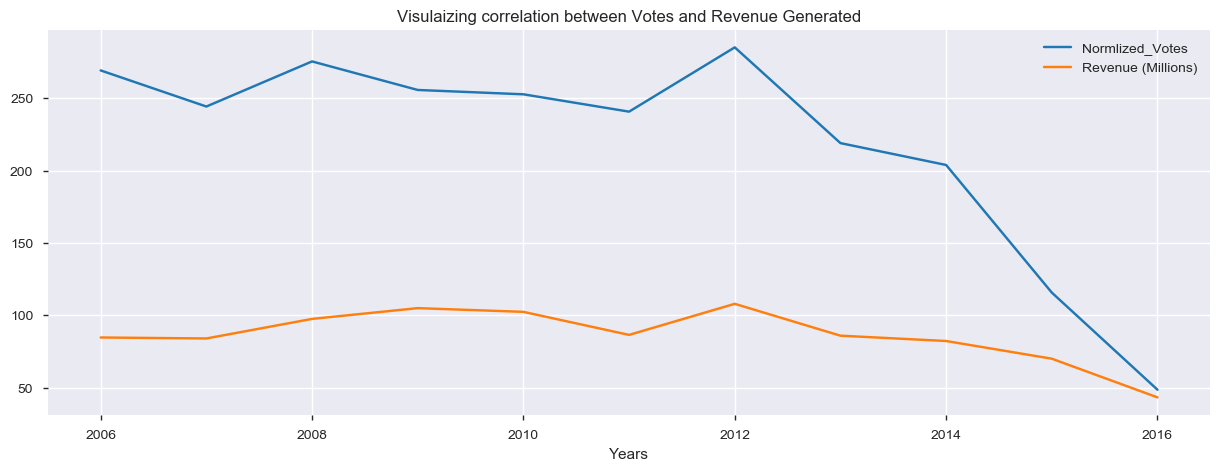 Visulaizing correlation between Votes and Revenue Generated
Normlized_Votes
Revenue (Millions)
250
200
150
100
50
2006 2008 2010 2012 2014 2016
Years